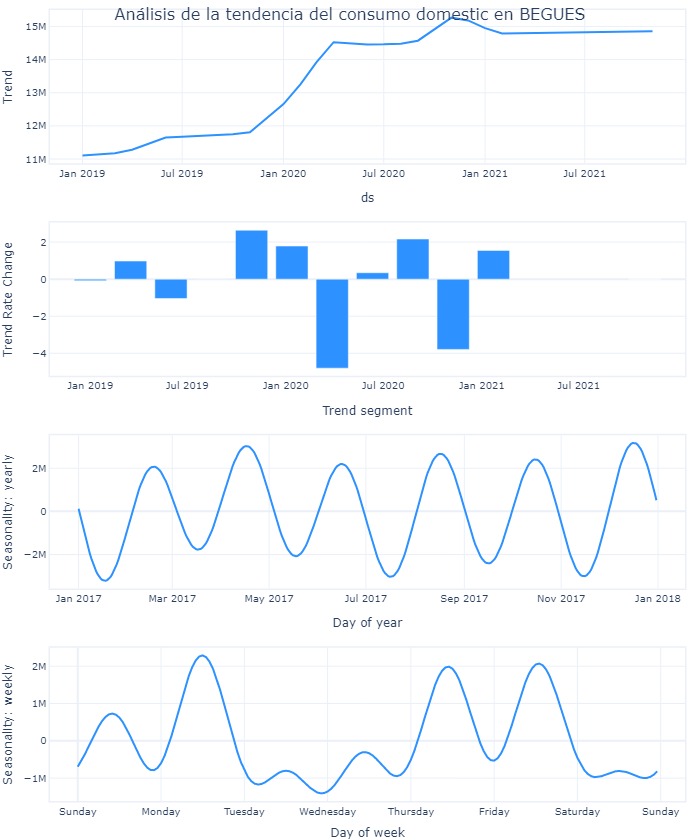 Análisis de la tendencia del consumo domestic en BEGUES
Trend
15M
14M
13M
12M
11M
Jan 2019 Jul 2019 Jan 2020 Jul 2020 Jan 2021 Jul 2021
ds
Trend Rate Change
2
0
−2
−4
Jan 2019 Jul 2019 Jan 2020 Jul 2020 Jan 2021 Jul 2021
Trend segment
Seasonality: yearly
2M
0
−2M
Jan 2017 Mar 2017 May 2017 Jul 2017 Sep 2017 Nov 2017 Jan 2018
Day of year
Seasonality: weekly
2M
1M
0
−1M
Sunday Monday Tuesday Wednesday Thursday Friday Saturday Sunday
Day of week